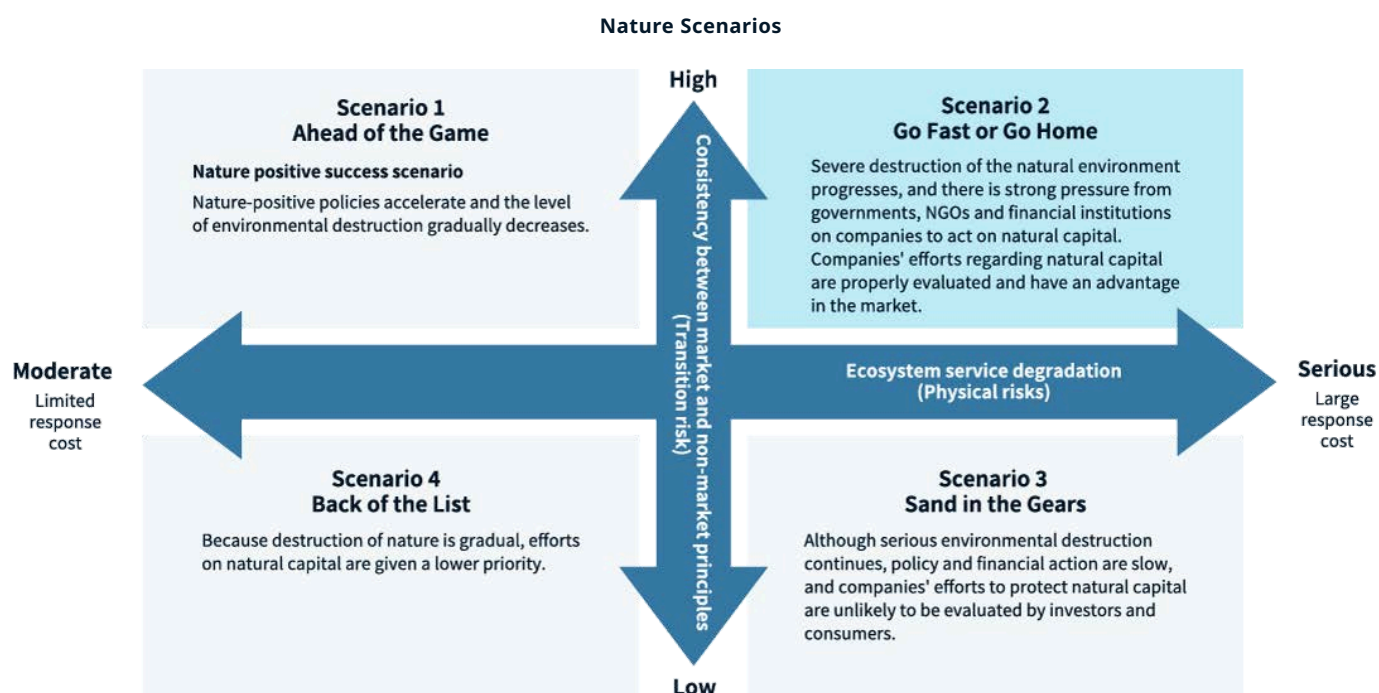 Nature Scenarios
High
Scenario 1
Ahead of the Game
Nature positive success scenario
Nature-positive policies accelerate and the level
of environmental destruction gradually decreases.
Scenario 2
Go Fast or Go Home
Severe destruction of the natural environment
progresses, and there is strong pressure from
governments, NGOs and financial institutions
on companies to act on natural capital.
Companies' efforts regarding natural capital
are properly evaluated and have an advantage
in the market.
Consistency between market and non-market principles
(Transition risk)
Moderate
Limited
response
cost
Ecosystem service degradation
(Physical risks)
Serious
Large
response
cost
Scenario 4
Back of the List
Because destruction of nature is gradual, efforts
on natural capital are given a lower priority.
Scenario 3
Sand in the Gears
Although serious environmental destruction
continues, policy and financial action are slow,
and companies' efforts to protect natural capital
are unlikely to be evaluated by investors and
consumers.
Low